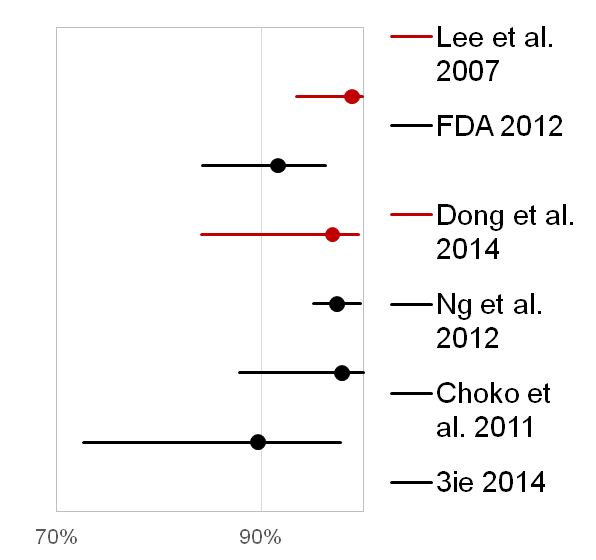 Lee et al.
2007
FDA 2012
Dong et al.
2014
Ng et al.
2012
Choko et
al. 2011
3ie 2014
70%
90%